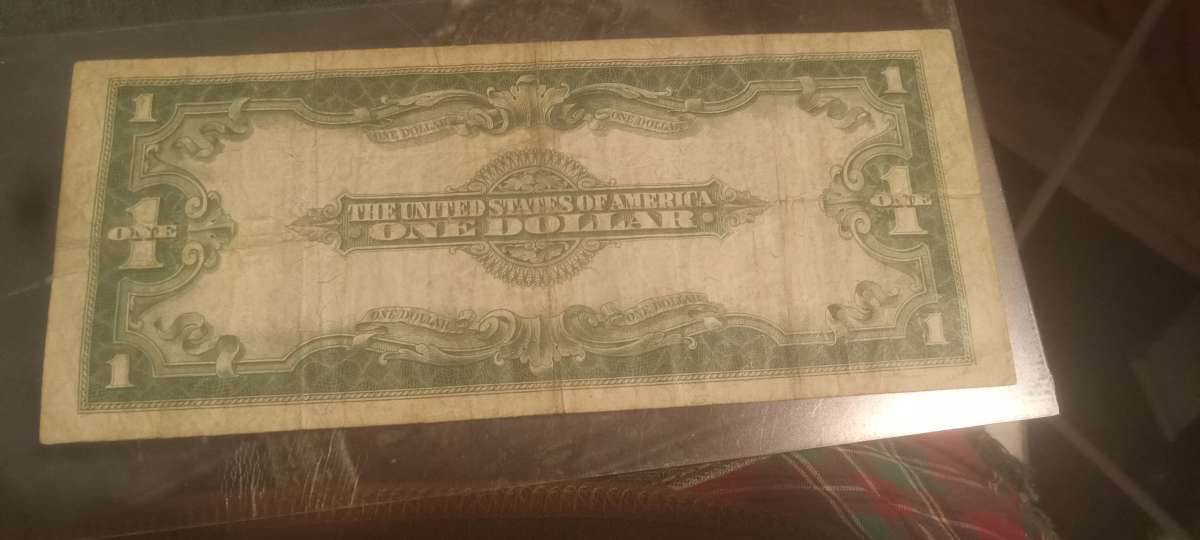 1 1
ONE DOLLAR ONE DOLLAR
THE UNITED STATES OF AMERICA
ONE DOLLAR
1 ONE 1 ONE
ONE DOLLAR ONE DOLLAR
1 1